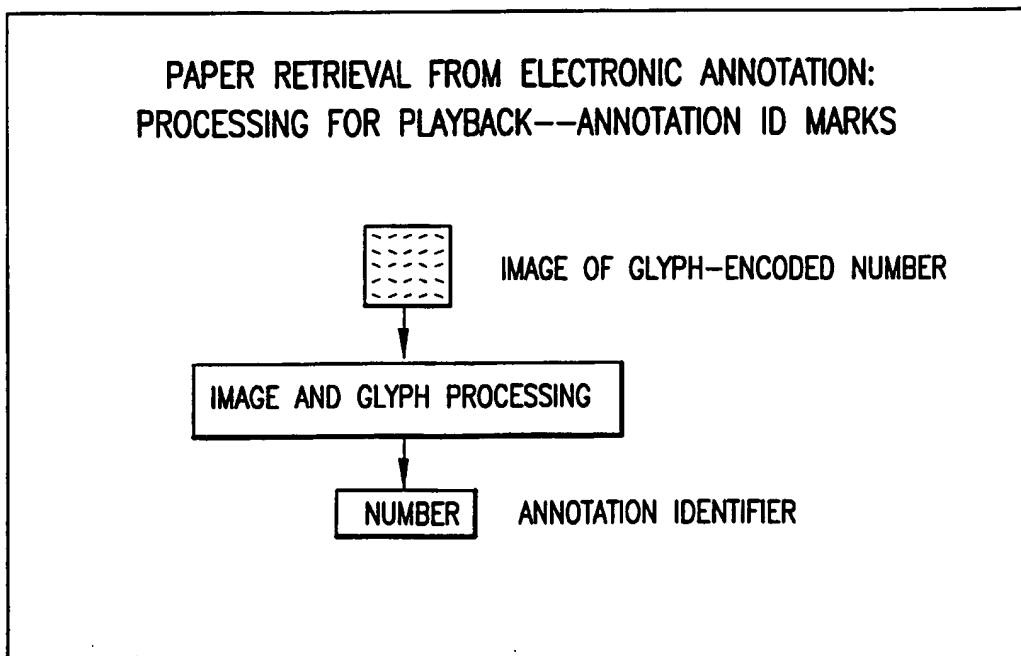 PAPER RETRIEVAL FROM ELECTRONIC ANNOTATION:
PROCESSING FOR PLAYBACK--ANNOTATION ID MARKS
IMAGE OF GLYPH-ENCODED NUMBER
IMAGE AND GLYPH PROCESSING
NUMBER ANNOTATION IDENTIFIER